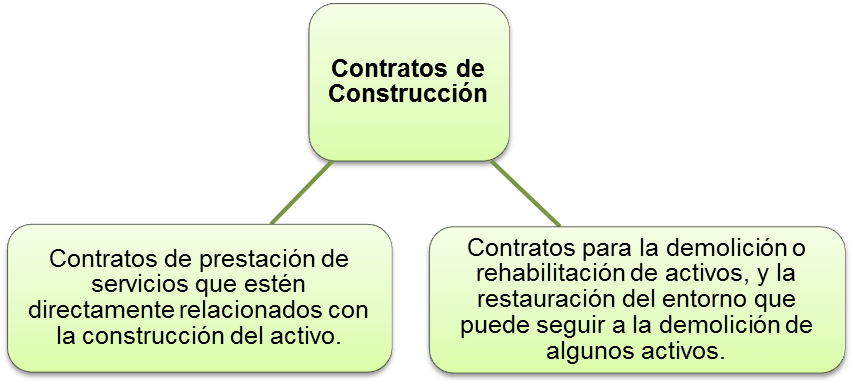 Contratos de
Construcción
Contratos de prestación de
servicios que estén
directamente relacionados con
la construcción del activo.
Contratos para la demolición o
rehabilitación de activos, y la
restauración del entorno que
puede seguir a la demolición de
algunos activos.